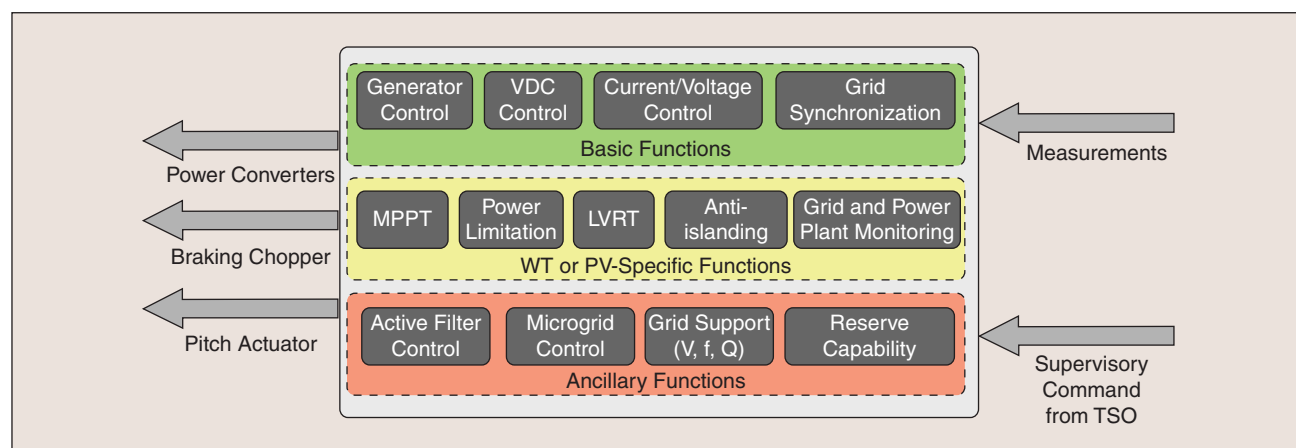 Generator
Control
VDC
Control
Current/Voltage
Control
Grid
Synchronization
Basic Functions
Power Converters
Measurements
MPPT
Power
Limitation
LVRT
Anti-
islanding
Grid and Power
Plant Monitoring
WT or PV-Specific Functions
Braking Chopper
Active Filter
Control
Microgrid
Control
Grid Support
(V, f, Q)
Reserve
Capability
Ancillary Functions
Pitch Actuator
Supervisory
Command
from TSO